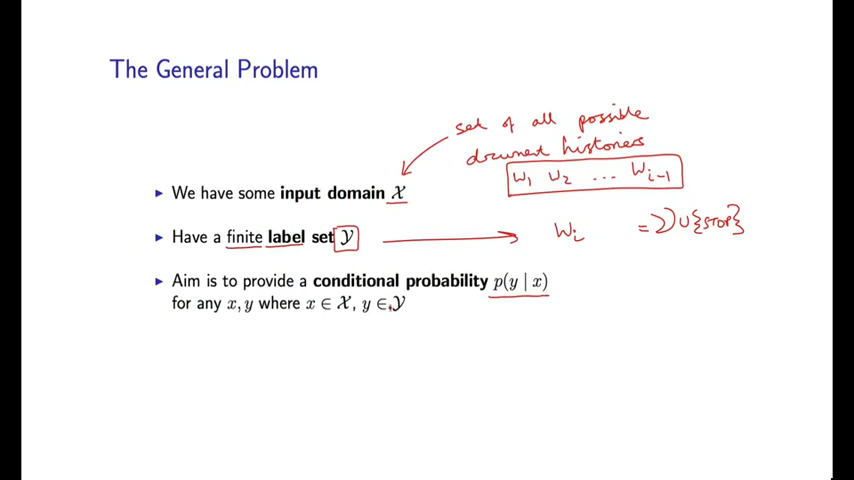 The General Problem
set of all possible
document histories
w₁ w₂ ... wᵢ₋₁
▶ We have some input domain 𝒳
▶ Have a finite label set 𝒴
wᵢ = 𝒱 ∪ {STOP}
▶ Aim is to provide a conditional probability p(y | x)
for any x, y where x ∈ 𝒳, y ∈ 𝒴